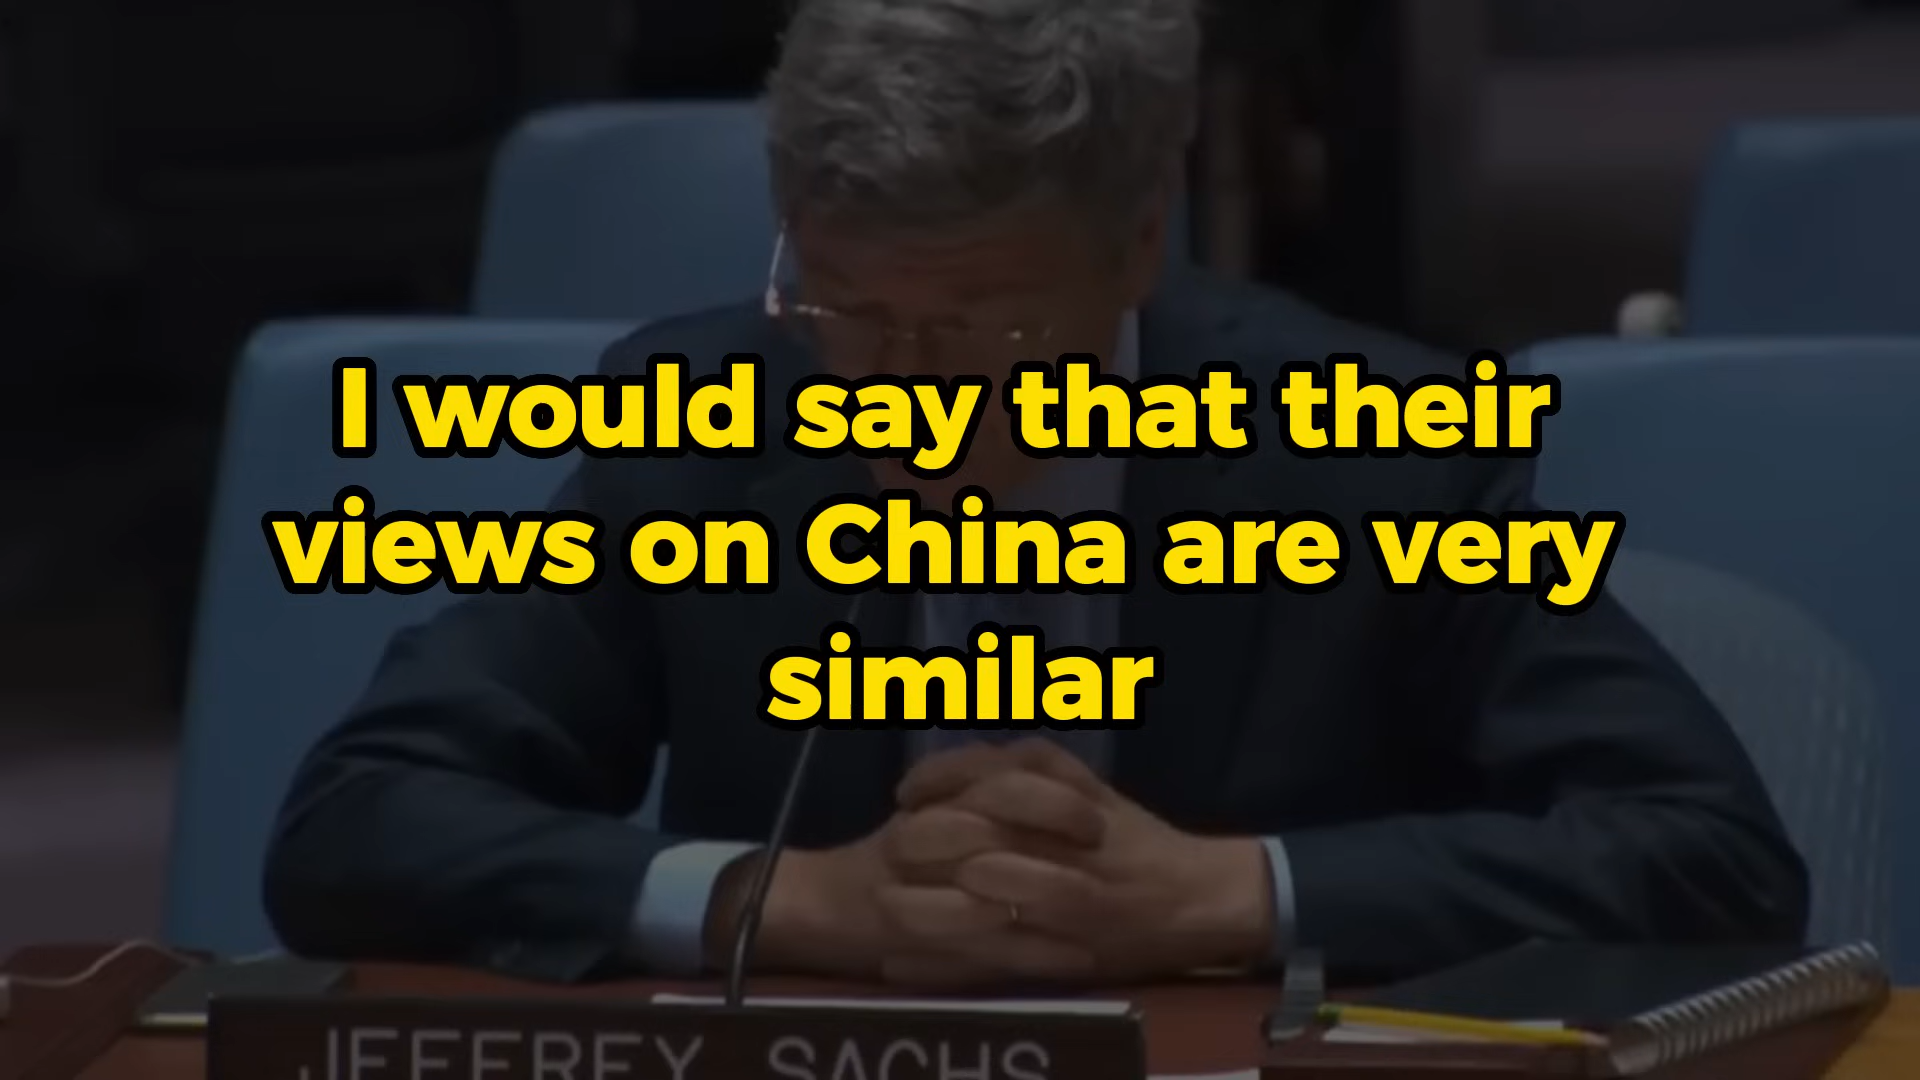 I would say that their
views on China are very
similar
JEFFREY SACHS